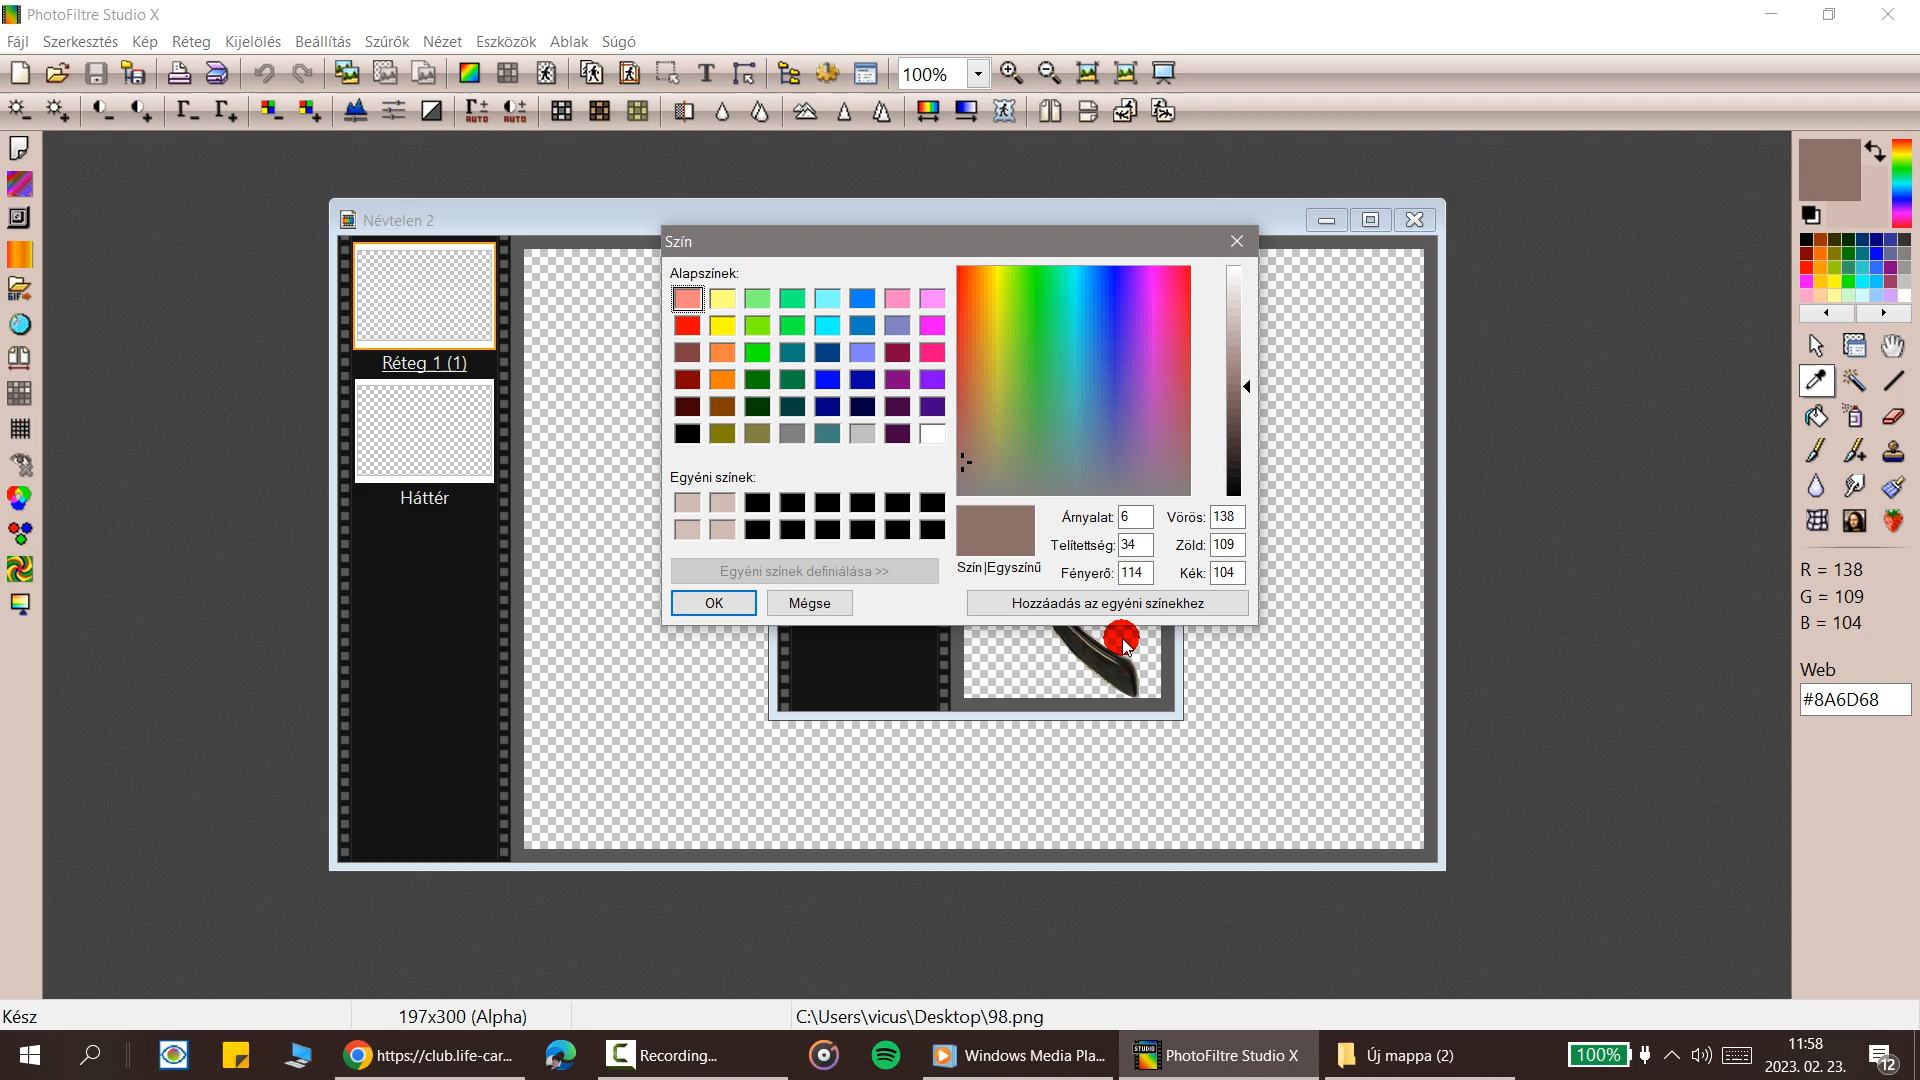 PhotoFiltre Studio X
Fájl Szerkesztés Kép Réteg Kijelölés Beállítás Szűrők Nézet Eszközök Ablak Súgó
100%
AUTO AUTO
Névtelen 2
Szín
Alapszínek:
Réteg 1 (1)
Háttér
Egyéni színek:
Árnyalat: 6 Vörös: 138
Telítettség: 34 Zöld: 109
Szín|Egyszínű Fényerő: 114 Kék: 104
Egyéni színek definiálása >>
OK Mégse Hozzáadás az egyéni színekhez
R = 138
G = 109
B = 104
Web
#8A6D68
Kész 197x300 (Alpha) C:\Users\vicus\Desktop\98.png
https://club.life-car... Recording... Windows Media Pla... PhotoFiltre Studio X Új mappa (2) 100% 11:58
2023. 02. 23. 12